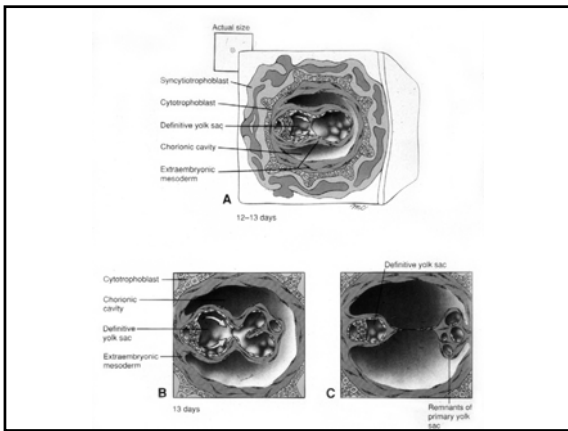 Actual size
Syncytiotrophoblast
Cytotrophoblast
Definitive yolk sac
Chorionic cavity
Extraembryonic
mesoderm
A
12–13 days
Cytotrophoblast
Chorionic
cavity
Definitive
yolk sac
Extraembryonic
mesoderm
B
13 days
Definitive yolk sac
C
Remnants of
primary yolk
sac